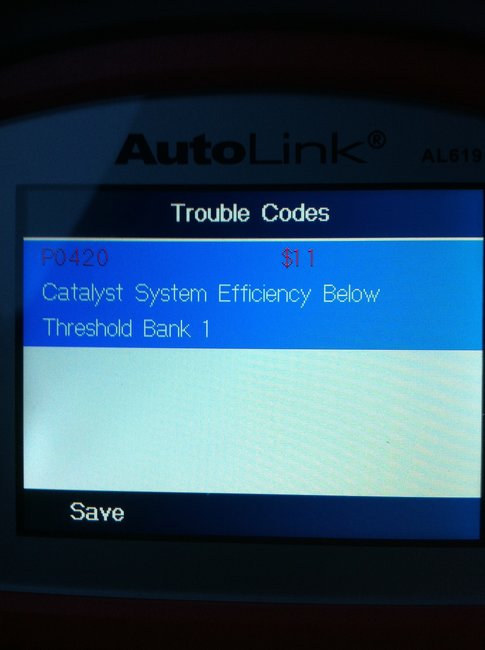 AutoLink®
AL619
Trouble Codes
P0420 $11
Catalyst System Efficiency Below
Threshold Bank 1
Save